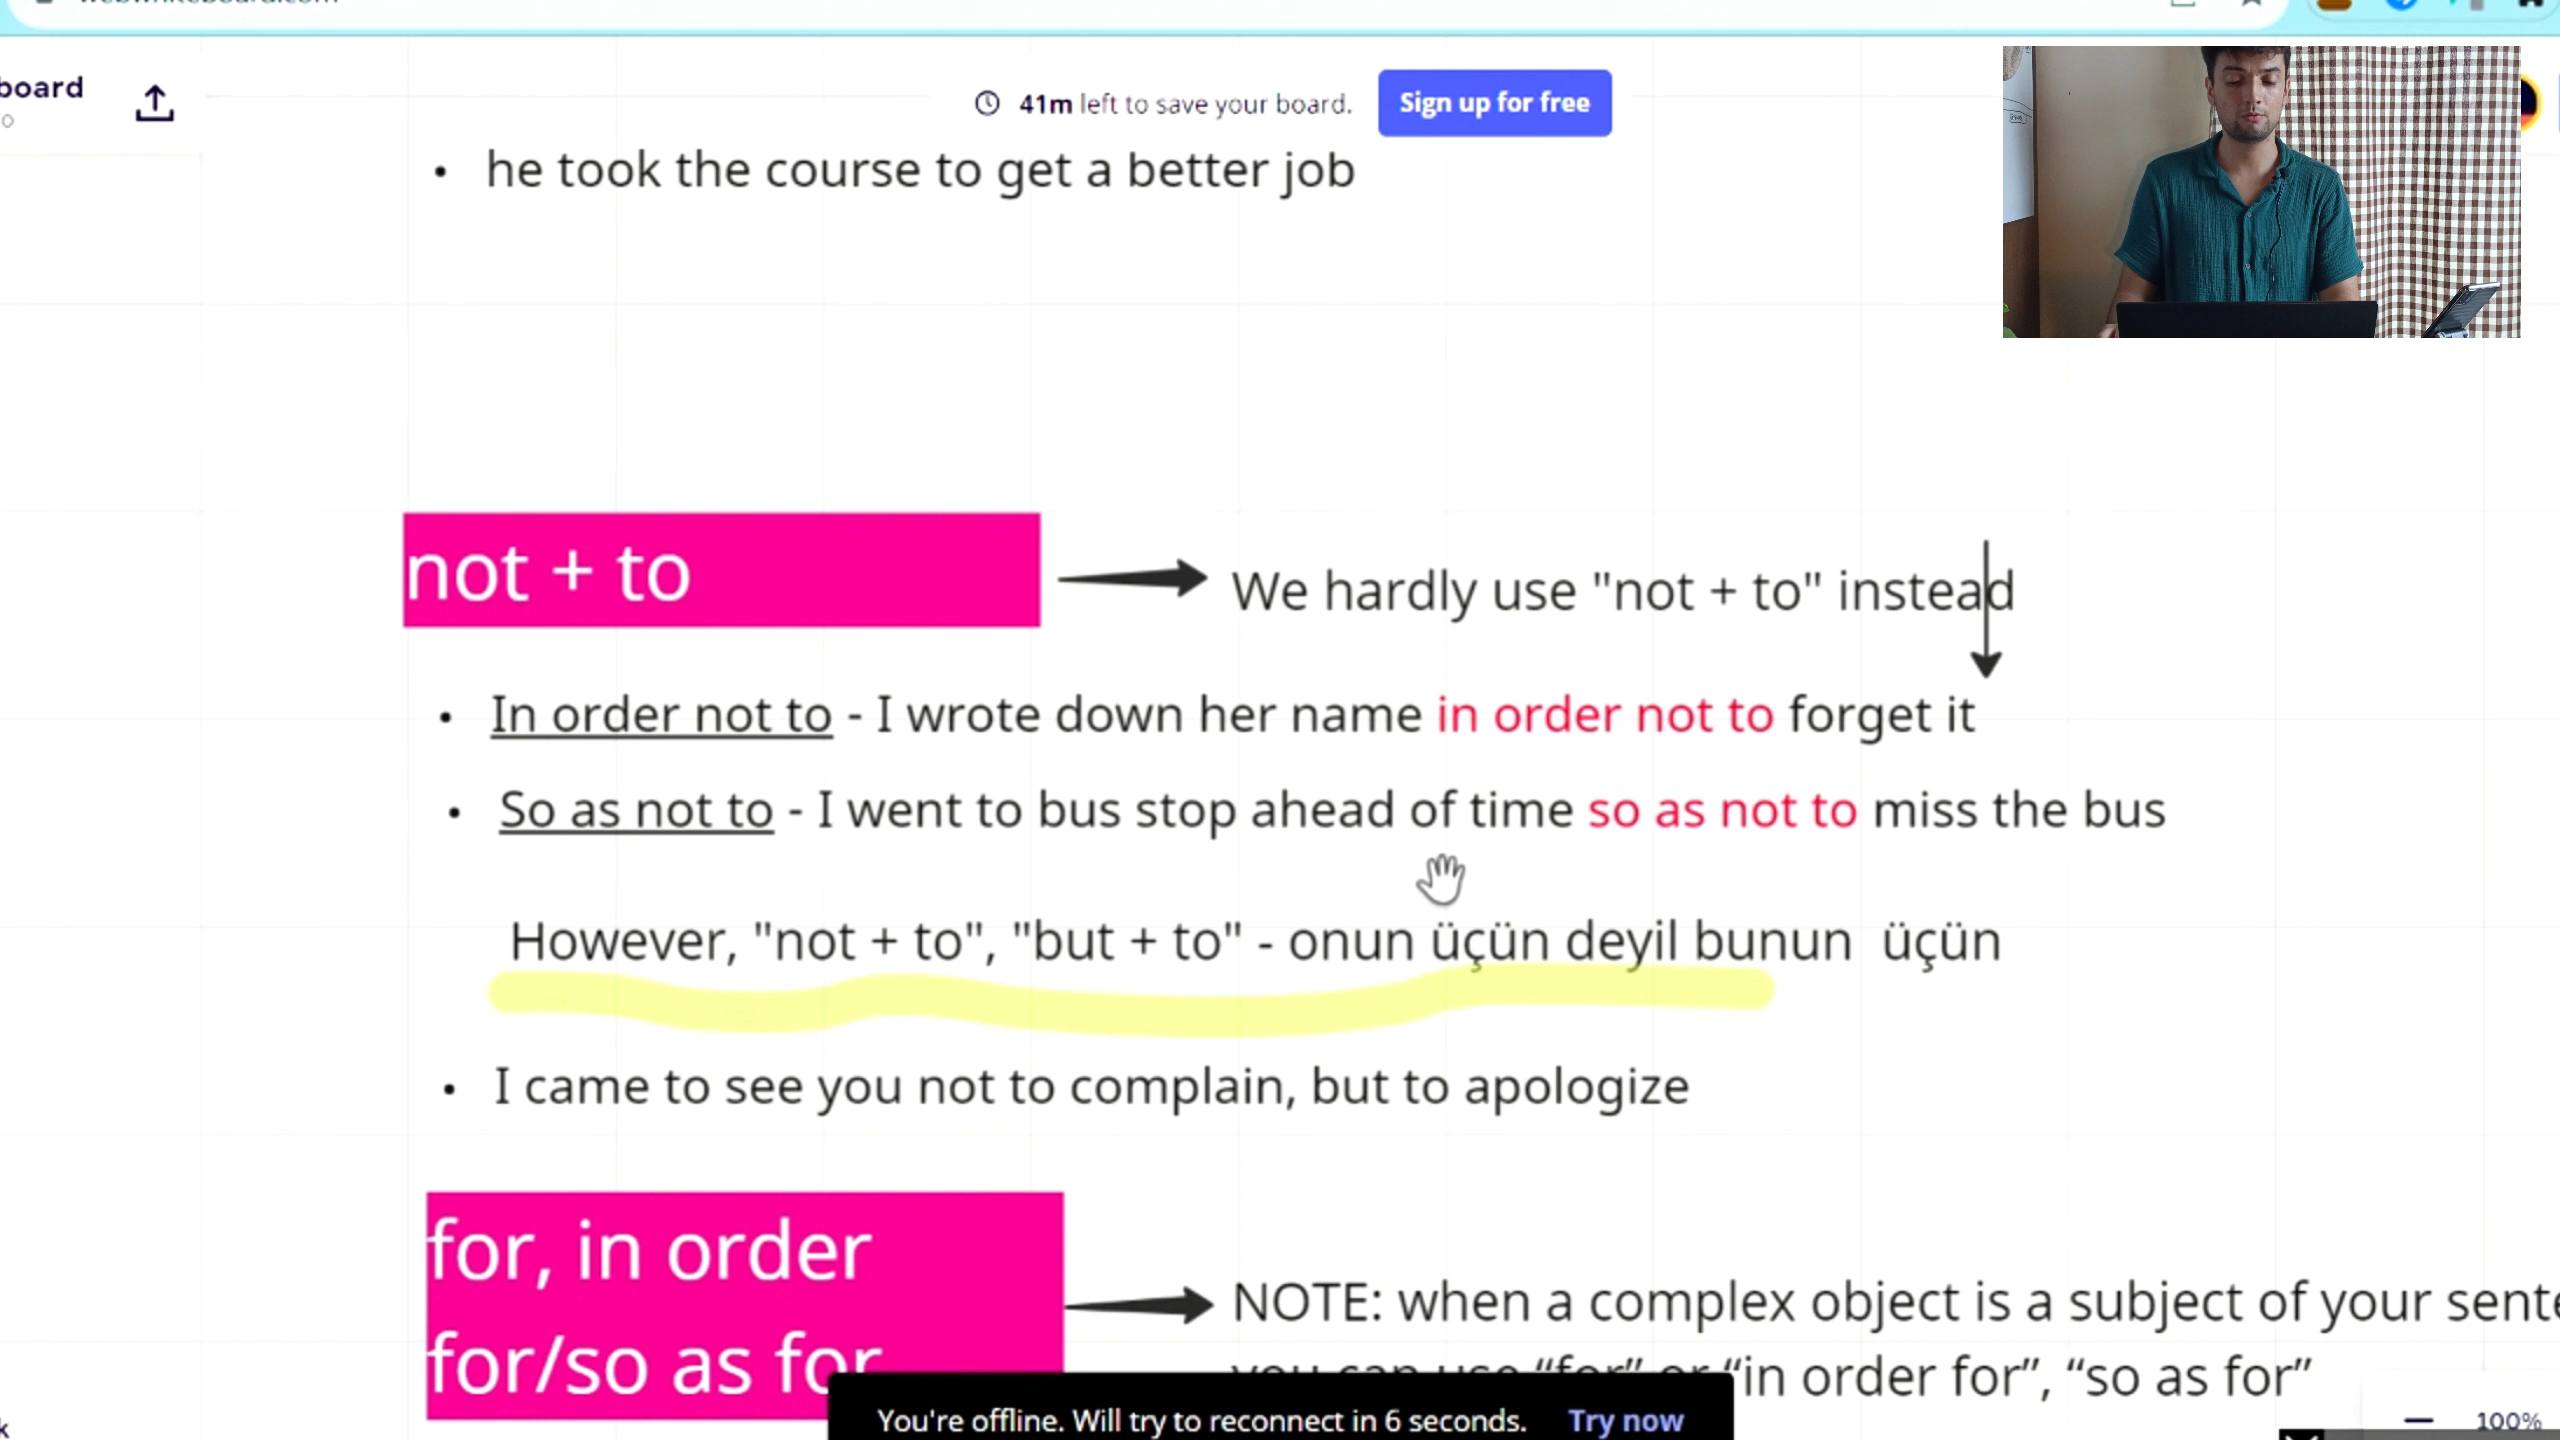 board
41m left to save your board. Sign up for free
• he took the course to get a better job
not + to
We hardly use "not + to" instead
• In order not to - I wrote down her name in order not to forget it
• So as not to - I went to bus stop ahead of time so as not to miss the bus
However, "not + to", "but + to" - onun üçün deyil bunun üçün
• I came to see you not to complain, but to apologize
for, in order
for/so as for
NOTE: when a complex object is a subject of your sente
you can use “for” or “in order for”, “so as for”
You're offline. Will try to reconnect in 6 seconds. Try now
100%